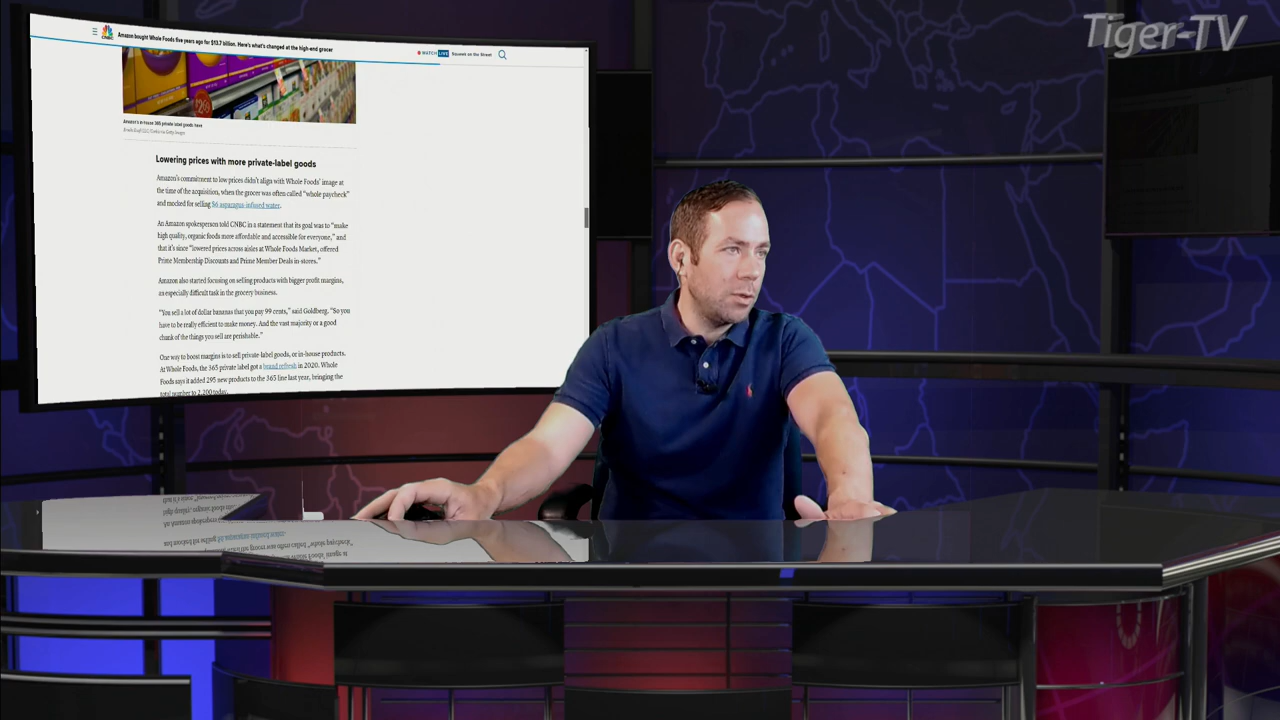 Tiger-TV
CNBC
Amazon bought Whole Foods five years ago for $13.7 billion. Here's what's changed at the high-end grocer
WATCH LIVE
Squawk on the Street
Amazon's in-house 365 private label goods here
Lowering prices with more private-label goods
Amazon's commitment to low prices didn't align with Whole Foods' image at
the time of the acquisition, when the grocer was often called “whole paycheck”
and mocked for selling $6 asparagus-infused water.
An Amazon spokesperson told CNBC in a statement that its goal was to “make
high quality, organic foods more affordable and accessible for everyone,” and
that it's since “lowered prices across aisles at Whole Foods Market, offered
Prime Membership Discounts and Prime Member Deals in-stores.”
Amazon also started focusing on selling products with bigger profit margins,
an especially difficult task in the grocery business.
“You sell a lot of dollar bananas that you pay 99 cents,” said Goldberg. “So you
have to be really efficient to make money. And the vast majority or a good
chunk of the things you sell are perishable.”
One way to boost margins is to sell private-label goods, or in-house products.
At Whole Foods, the 365 private label got a brand refresh in 2020. Whole
Foods says it added 295 new products to the 365 line last year, bringing the
total number to 2,200 today.